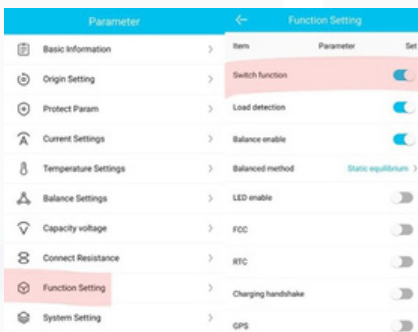 Parameter
Basic Information
Origin Setting
Protect Param
Current Settings
Temperature Settings
Balance Settings
Capacity voltage
Connect Resistance
Function Setting
System Setting
Function Setting
Item Parameter Set
Switch function
Load detection
Balance enable
Balanced method Static equilibrium
LED enable
FCC
RTC
Charging handshake
GPS